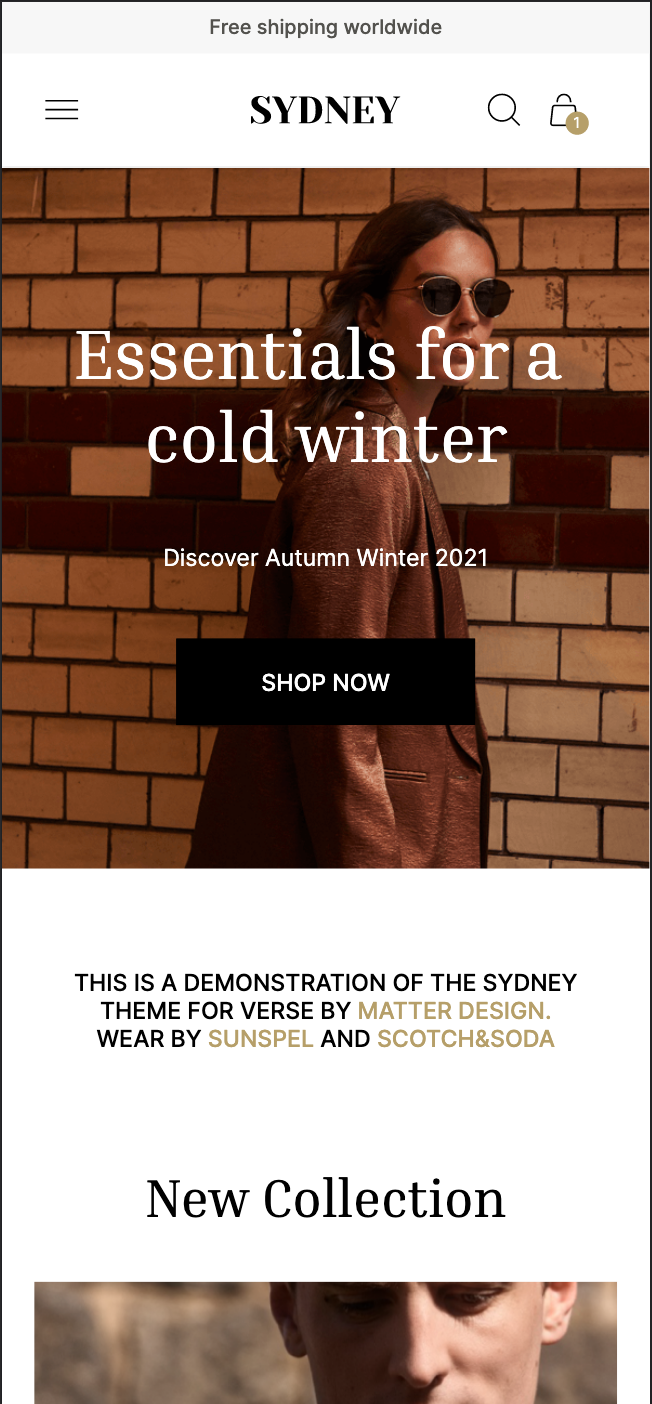 Free shipping worldwide
SYDNEY
1
Essentials for a
cold winter
Discover Autumn Winter 2021
SHOP NOW
THIS IS A DEMONSTRATION OF THE SYDNEY
THEME FOR VERSE BY MATTER DESIGN.
WEAR BY SUNSPEL AND SCOTCH&SODA
New Collection